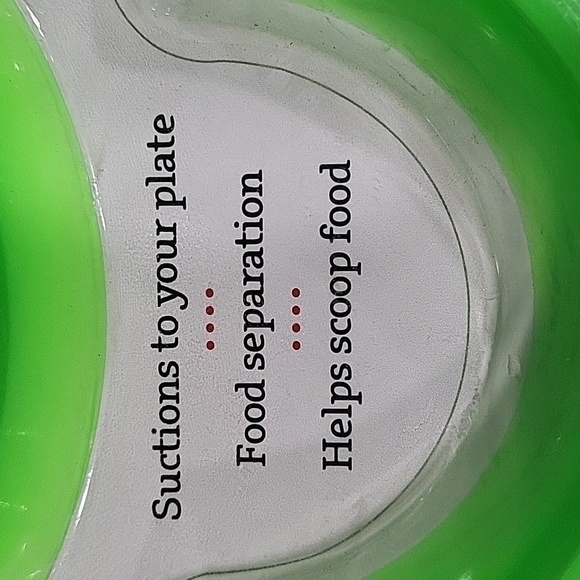 Suctions to your plate
Food separation
Helps scoop food